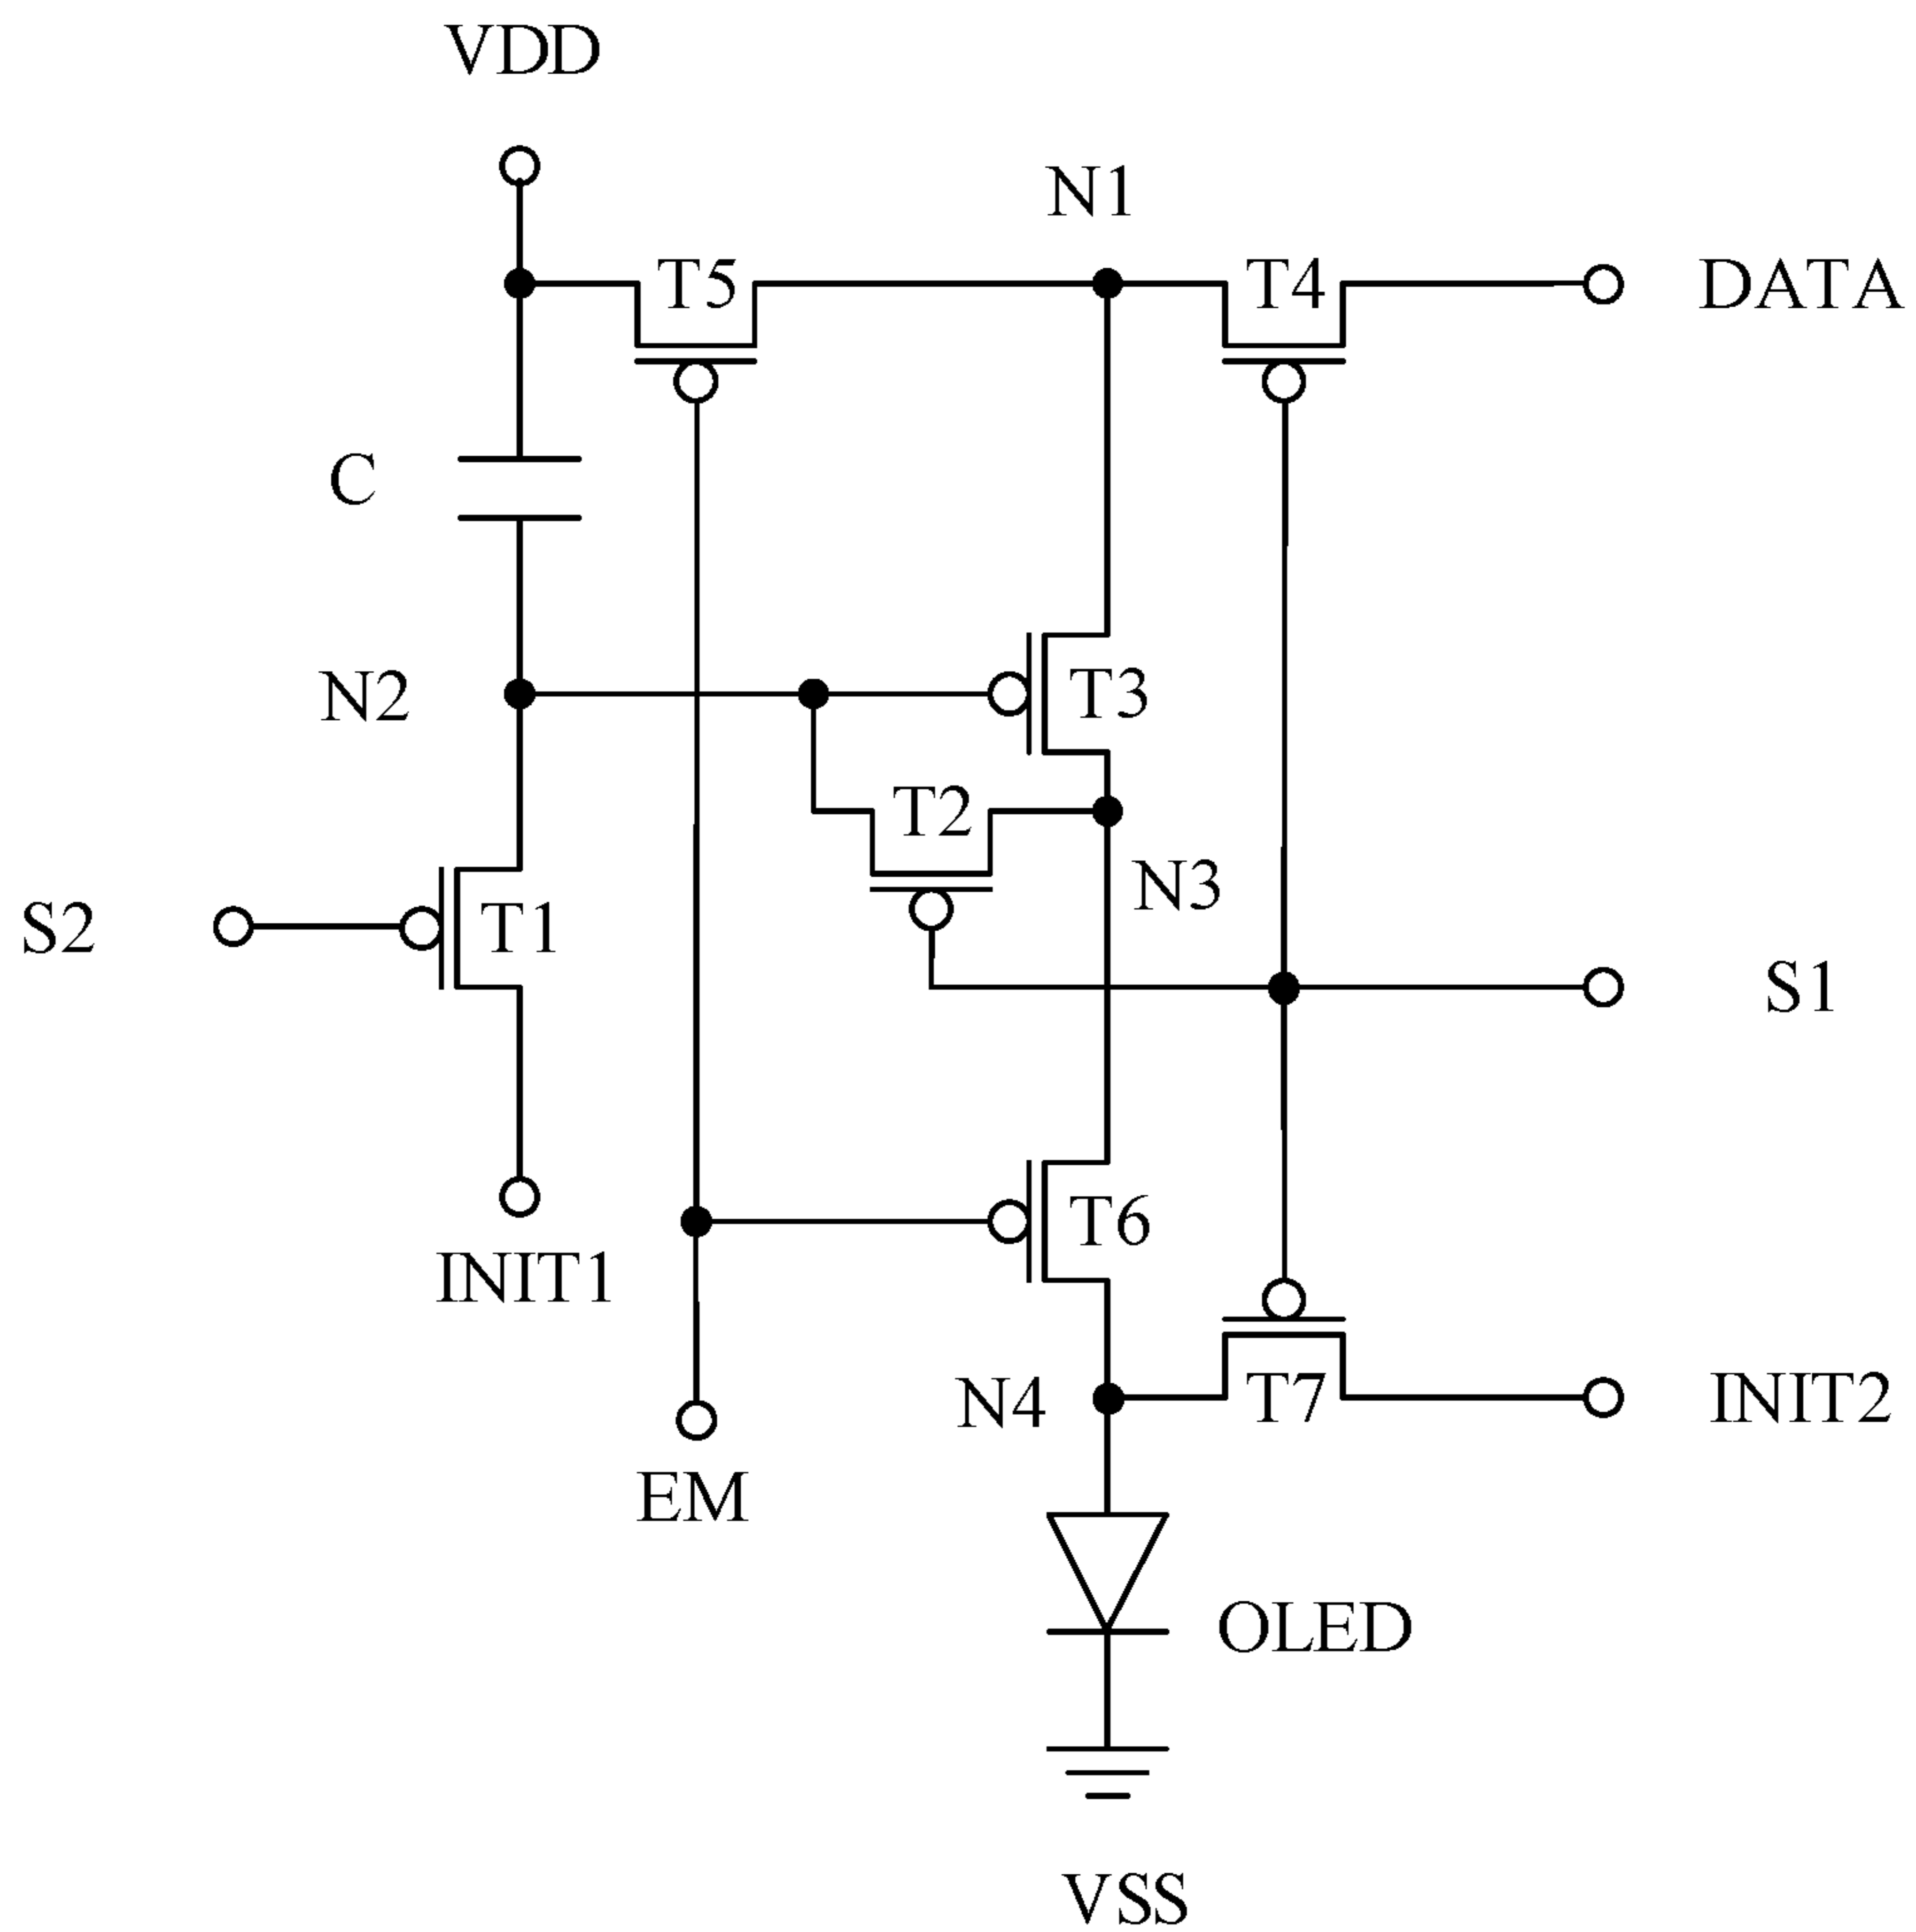 VDD
N1
T5
T4
DATA
C
N2
T3
T2
N3
S2
T1
S1
T6
INIT1
N4
T7
INIT2
EM
OLED
VSS